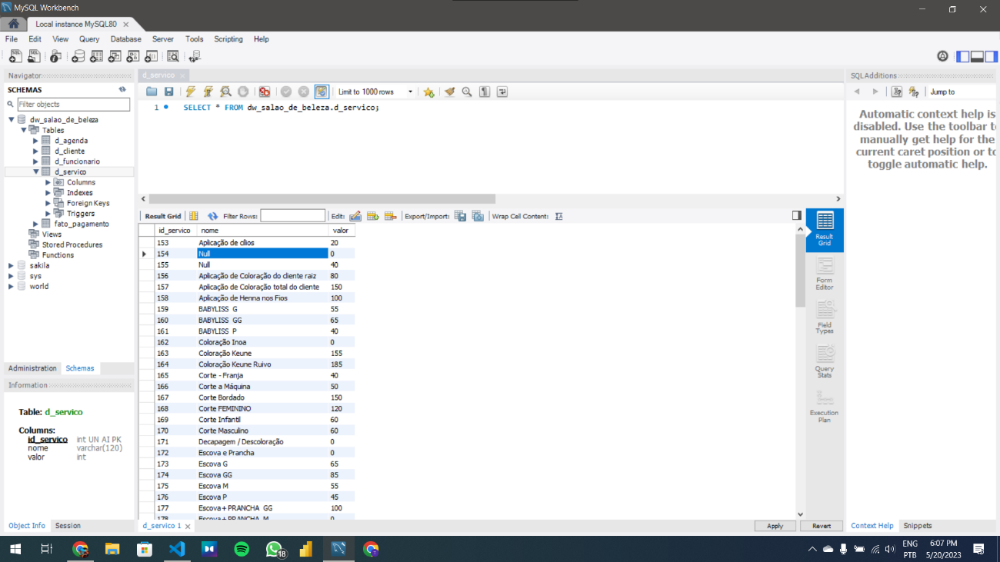 MySQL Workbench
Local instance MySQL80
File Edit View Query Database Server Tools Scripting Help
Navigator
SCHEMAS
Filter objects
dw_salao_de_beleza
Tables
d_agenda
d_cliente
d_funcionario
d_servico
Columns
Indexes
Foreign Keys
Triggers
fato_pagamento
Views
Stored Procedures
Functions
sakila
sys
world
Administration Schemas
Information
Table: d_servico
Columns:
id_servico int UN AI PK
nome varchar(120)
valor int
Object Info Session
d_servico
Limit to 1000 rows
1 SELECT * FROM dw_salao_de_beleza.d_servico;
Result Grid Filter Rows: Edit: Export/Import: Wrap Cell Content:
id_servico nome valor
153 Aplicação de cílios 20
154 Null 0
155 Null 40
156 Aplicação de Coloração do cliente raiz 80
157 Aplicação de Coloração total do cliente 150
158 Aplicação de Henna nos Fios 100
159 BABYLISS G 55
160 BABYLISS GG 65
161 BABYLISS P 40
162 Coloração Inoa 0
163 Coloração Keune 155
164 Coloração Keune Ruivo 185
165 Corte - Franja 40
166 Corte a Máquina 50
167 Corte Bordado 150
168 Corte FEMININO 120
169 Corte Infantil 60
170 Corte Masculino 60
171 Decapagem / Descoloração 0
172 Escova e Prancha 0
173 Escova G 65
174 Escova GG 85
175 Escova M 55
176 Escova P 45
177 Escova+PRANCHA GG 100
178 Escova+PRANCHA M 0
Result
Grid
Form
Editor
Field
Types
Query
Stats
Execution
Plan
d_servico 1
Apply Revert
SQLAdditions
Jump to
Automatic context help is
disabled. Use the toolbar to
manually get help for the
current caret position or to
toggle automatic help.
Context Help Snippets
18
ENG
PTB
6:07 PM
5/20/2023